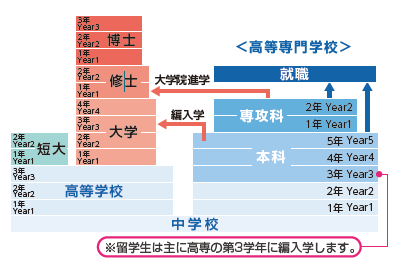 3年
Year3
2年
Year2
1年
Year1
博士
2年
Year2
1年
Year1
修士
4年
Year4
3年
Year3
2年
Year2
1年
Year1
大学
2年
Year2
1年
Year1
短大
3年
Year3
2年
Year2
1年
Year1
高等学校
大学院進学
編入学
＜高等専門学校＞
就職
専攻科
2年 Year2
1年 Year1
本科
5年 Year5
4年 Year4
3年 Year3
2年 Year2
1年 Year1
中学校
※留学生は主に高専の第3学年に編入学します。